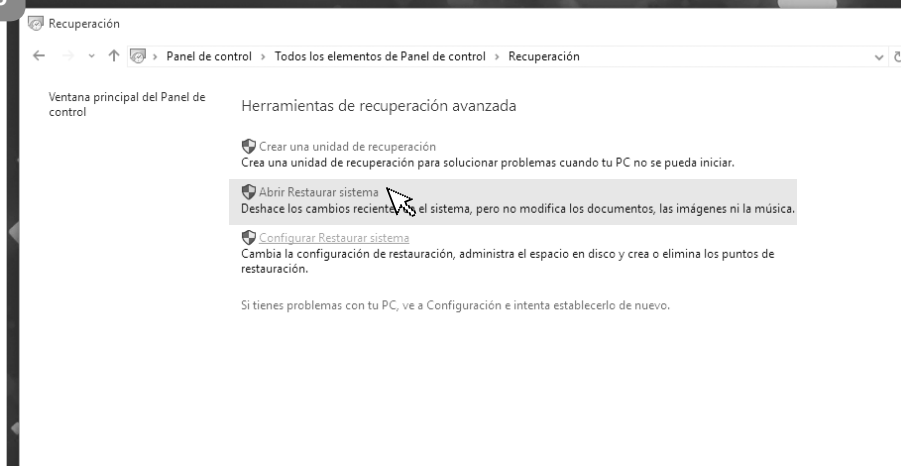 Recuperación
Panel de control > Todos los elementos de Panel de control > Recuperación
Ventana principal del Panel de
control
Herramientas de recuperación avanzada
Crear una unidad de recuperación
Crea una unidad de recuperación para solucionar problemas cuando tu PC no se pueda iniciar.
Abrir Restaurar sistema
Deshace los cambios reciente el sistema, pero no modifica los documentos, las imágenes ni la música.
Configurar Restaurar sistema
Cambia la configuración de restauración, administra el espacio en disco y crea o elimina los puntos de
restauración.
Si tienes problemas con tu PC, ve a Configuración e intenta establecerlo de nuevo.